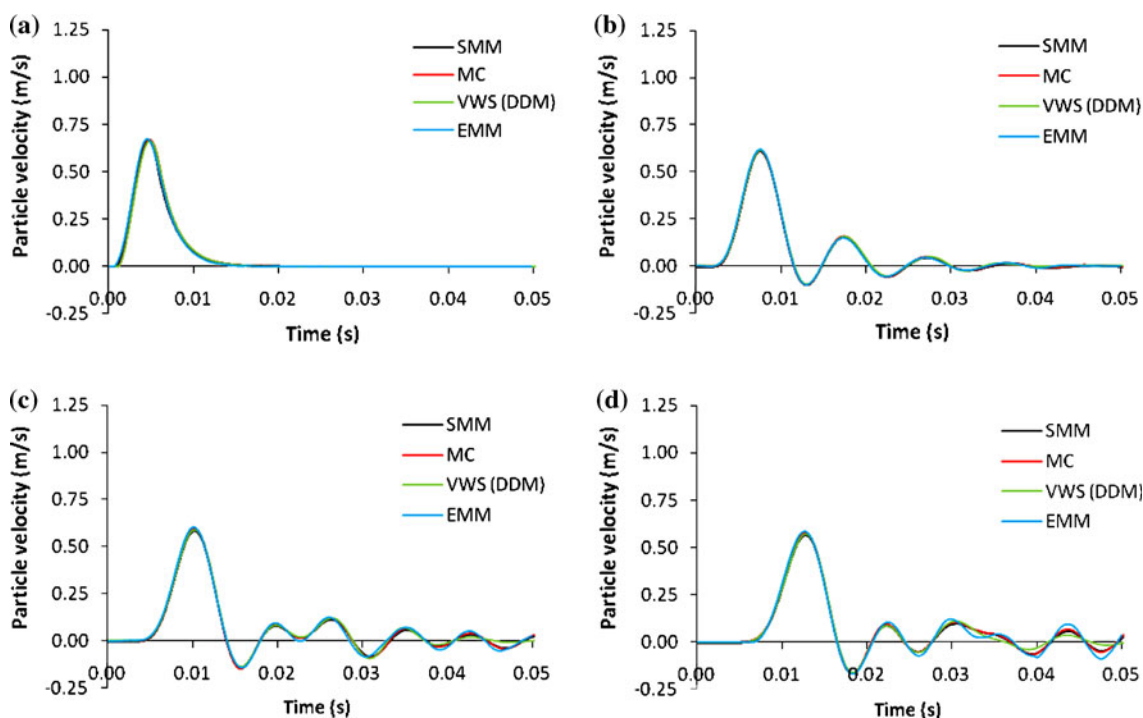 (a)
Particle velocity (m/s)
1.25
1.00
0.75
0.50
0.25
0.00
-0.25
0.00 0.01 0.02 0.03 0.04 0.05
Time (s)
SMM
MC
VWS (DDM)
EMM
(b)
Particle velocity (m/s)
1.25
1.00
0.75
0.50
0.25
0.00
-0.25
0.00 0.01 0.02 0.03 0.04 0.05
Time (s)
SMM
MC
VWS (DDM)
EMM
(c)
Particle velocity (m/s)
1.25
1.00
0.75
0.50
0.25
0.00
-0.25
0.00 0.01 0.02 0.03 0.04 0.05
Time (s)
SMM
MC
VWS (DDM)
EMM
(d)
Particle velocity (m/s)
1.25
1.00
0.75
0.50
0.25
0.00
-0.25
0.00 0.01 0.02 0.03 0.04 0.05
Time (s)
SMM
MC
VWS (DDM)
EMM